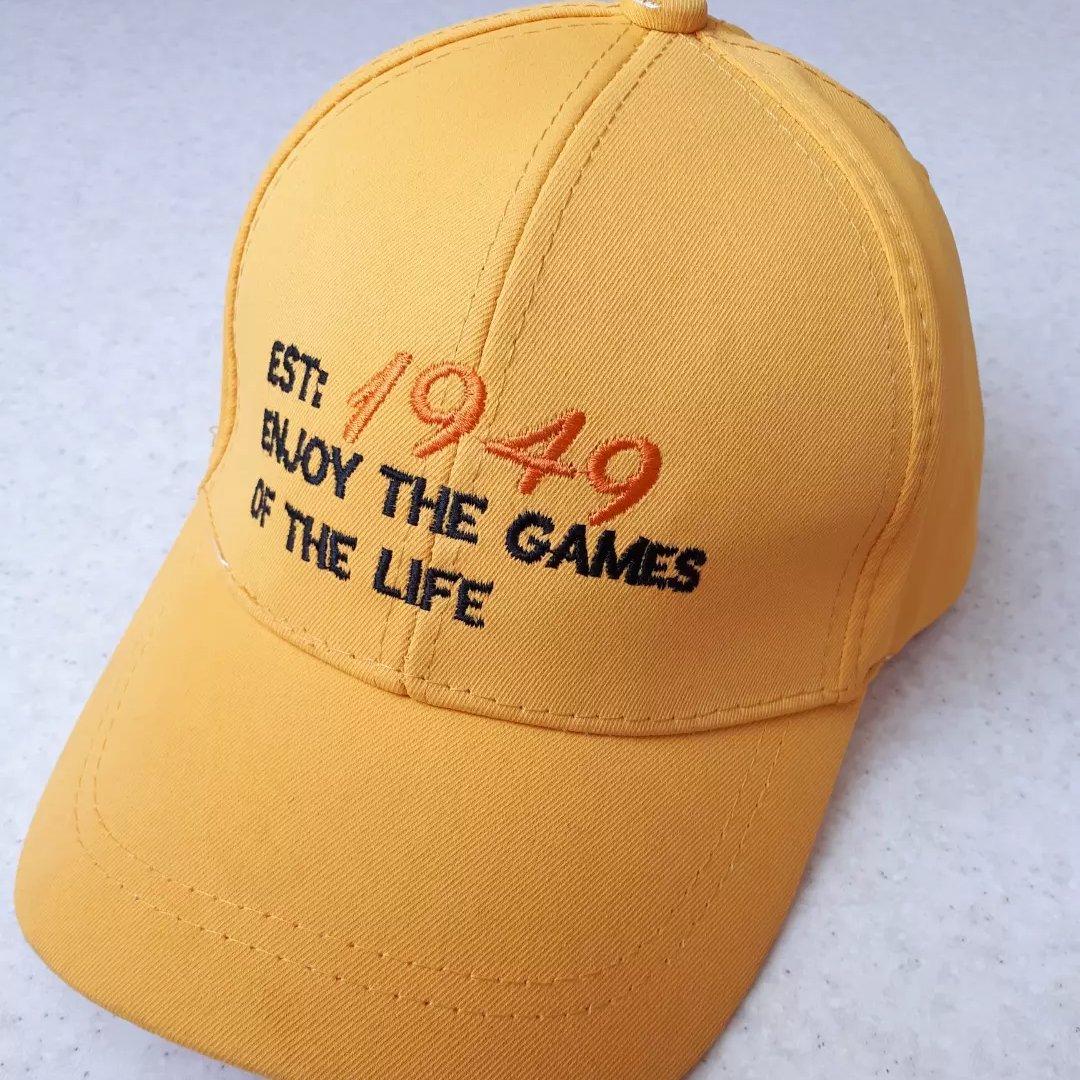 EST: 1949
ENJOY THE GAMES
OF THE LIFE